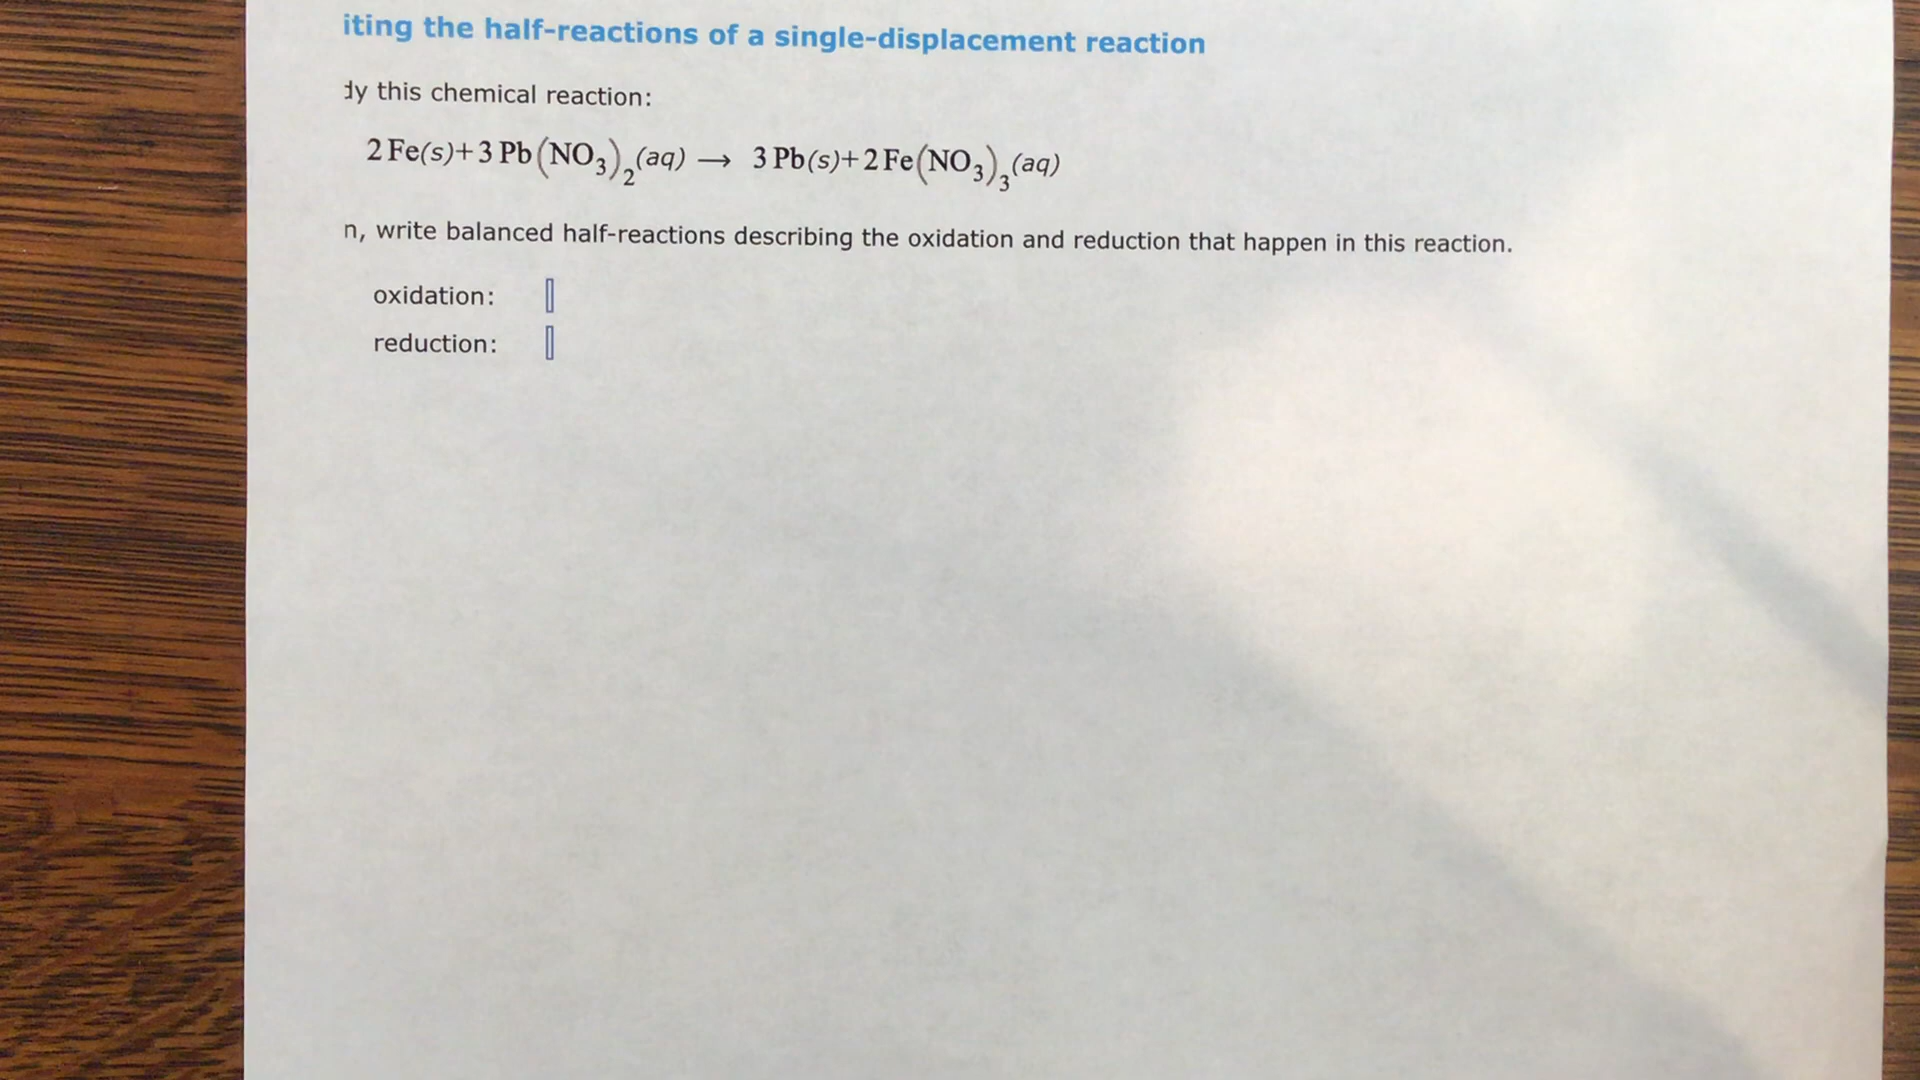 iting the half-reactions of a single-displacement reaction
dy this chemical reaction:
2 Fe(s)+3 Pb(NO₃)₂(aq) → 3 Pb(s)+2 Fe(NO₃)₃(aq)
n, write balanced half-reactions describing the oxidation and reduction that happen in this reaction.
oxidation:
reduction: